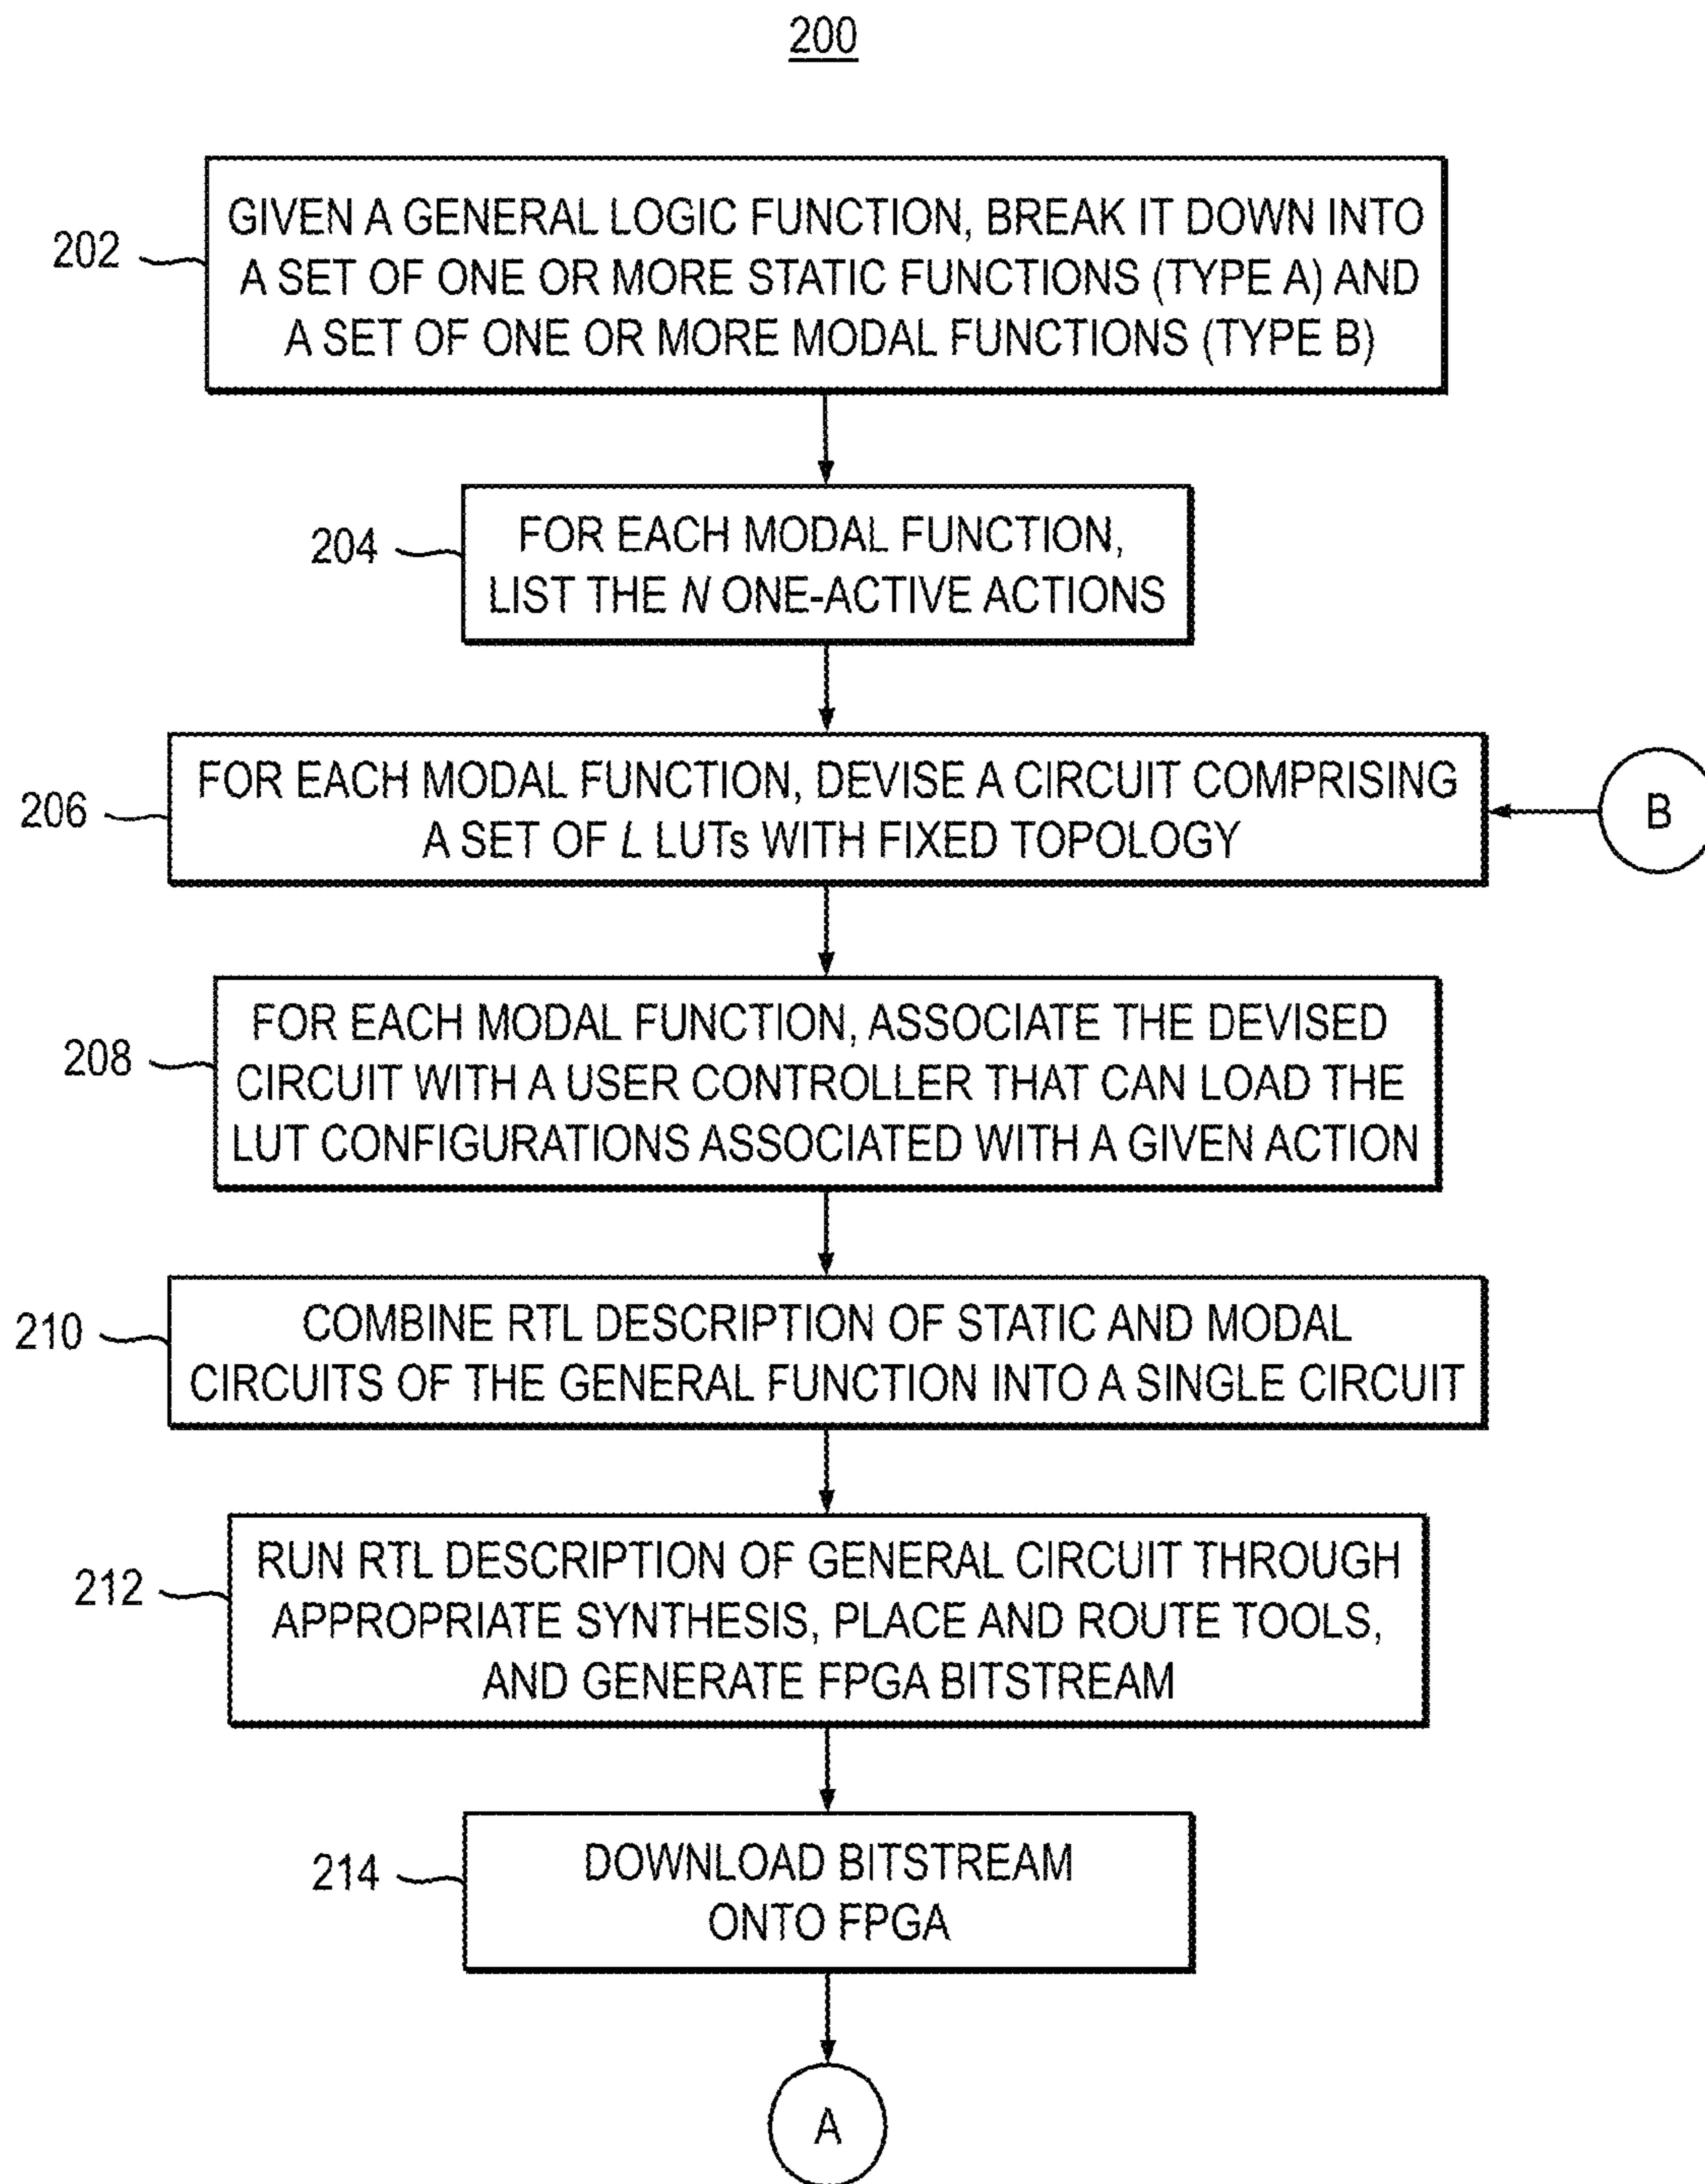 200
202
GIVEN A GENERAL LOGIC FUNCTION, BREAK IT DOWN INTO
A SET OF ONE OR MORE STATIC FUNCTIONS (TYPE A) AND
A SET OF ONE OR MORE MODAL FUNCTIONS (TYPE B)
204
FOR EACH MODAL FUNCTION,
LIST THE N ONE-ACTIVE ACTIONS
206
FOR EACH MODAL FUNCTION, DEVISE A CIRCUIT COMPRISING
A SET OF L LUTs WITH FIXED TOPOLOGY
B
208
FOR EACH MODAL FUNCTION, ASSOCIATE THE DEVISED
CIRCUIT WITH A USER CONTROLLER THAT CAN LOAD THE
LUT CONFIGURATIONS ASSOCIATED WITH A GIVEN ACTION
210
COMBINE RTL DESCRIPTION OF STATIC AND MODAL
CIRCUITS OF THE GENERAL FUNCTION INTO A SINGLE CIRCUIT
212
RUN RTL DESCRIPTION OF GENERAL CIRCUIT THROUGH
APPROPRIATE SYNTHESIS, PLACE AND ROUTE TOOLS,
AND GENERATE FPGA BITSTREAM
214
DOWNLOAD BITSTREAM
ONTO FPGA
A